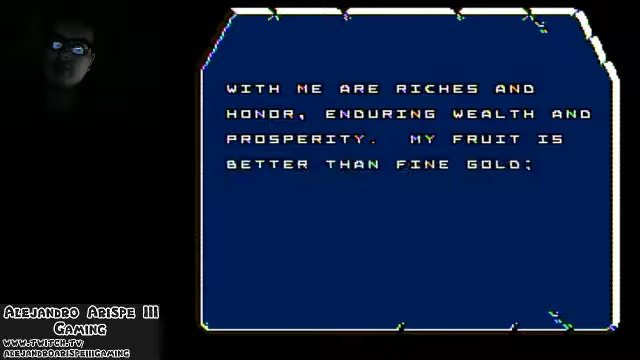 WITH ME ARE RICHES AND
HONOR, ENDURING WEALTH AND
PROSPERITY. MY FRUIT IS
BETTER THAN FINE GOLD;
Alejandro Arispe III
Gaming
www.twitch.tv/
alejandroarispeiiigaming